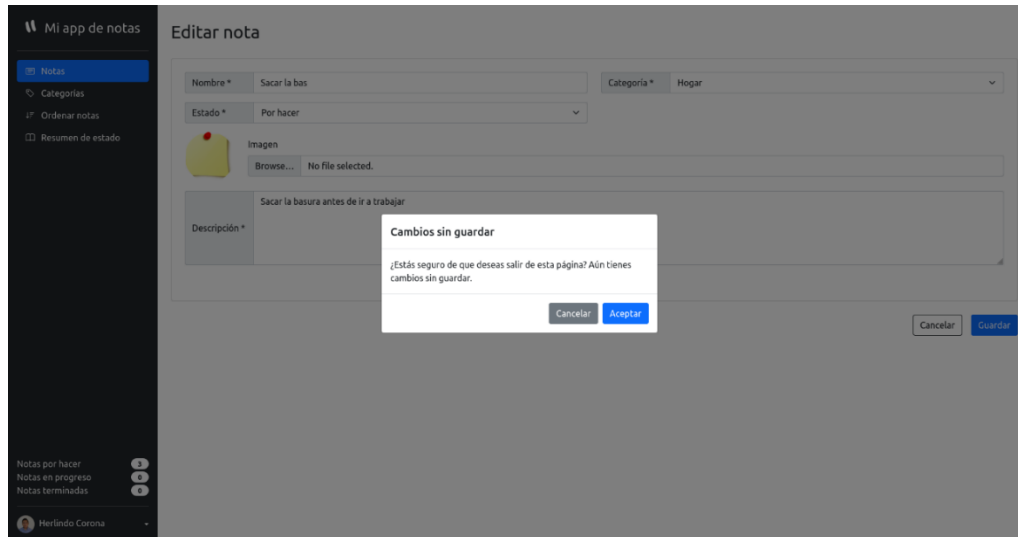 Mi app de notas
Notas
Categorías
Ordenar notas
Resumen de estado
Notas por hacer 3
Notas en progreso 0
Notas terminadas 0
Herlindo Corona
Editar nota
Nombre * Sacar la bas
Categoría * Hogar
Estado * Por hacer
Imagen
Browse... No file selected.
Descripción *
Sacar la basura antes de ir a trabajar
Cambios sin guardar
¿Estás seguro de que deseas salir de esta página? Aún tienes
cambios sin guardar.
Cancelar Aceptar
Cancelar Guardar